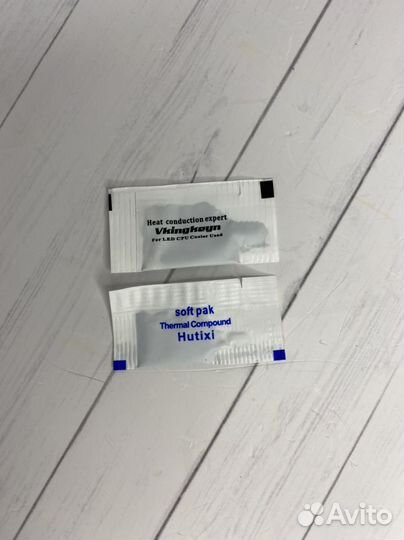 Heat conduction expert
Vkingkeyn
For LED CPU Cooler Used
soft pak
Thermal Compound
Hutixi
Avito